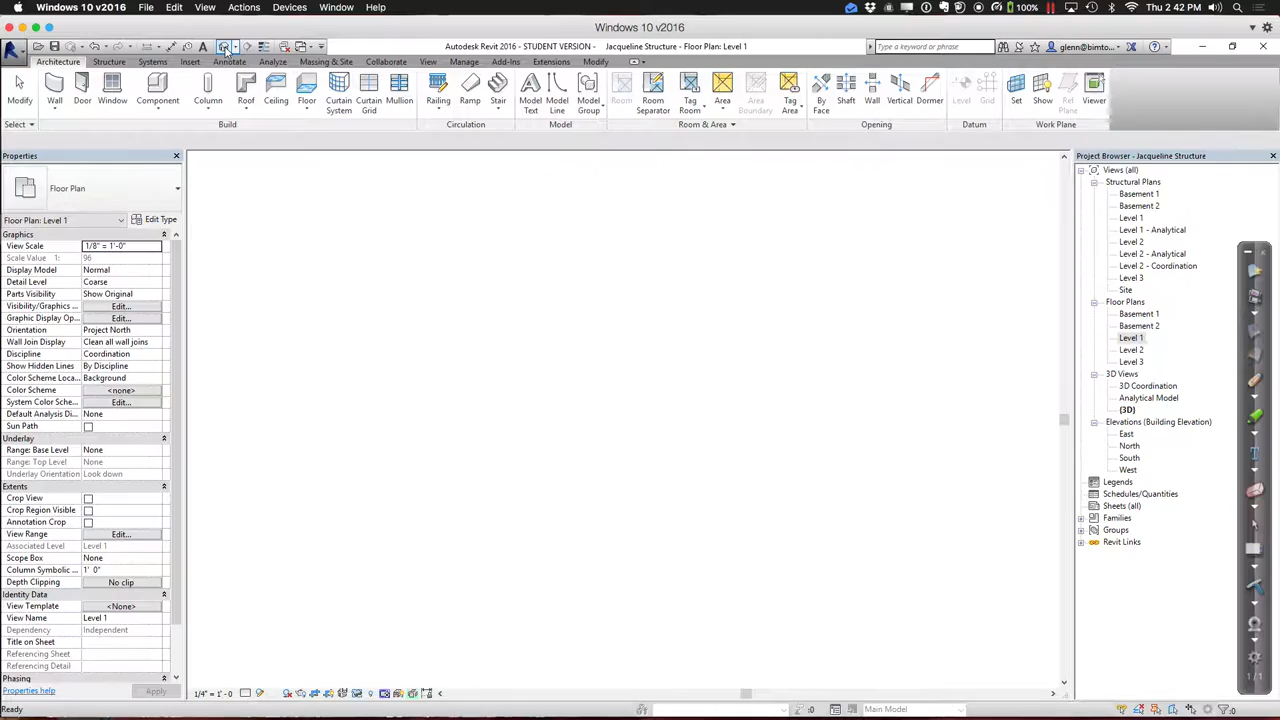 Windows 10 v2016 File Edit View Actions Devices Window Help 100% Thu 2:42 PM
Windows 10 v2016
Autodesk Revit 2016 - STUDENT VERSION - Jacqueline Structure - Floor Plan: Level 1
Type a keyword or phrase
glenn@bimto...
Architecture Structure Systems Insert Annotate Analyze Massing & Site Collaborate View Manage Add-Ins Extensions Modify
Modify Wall Door Window Component Column Roof Ceiling Floor Curtain System Curtain Grid Mullion Railing Ramp Stair Model Text Model Line Model Group Room Room Separator Tag Room Area Area Boundary Tag Area By Face Shaft Wall Vertical Dormer Level Grid Set Show Ref Plane Viewer
Select Build Circulation Model Room & Area Opening Datum Work Plane
Properties
Floor Plan
Floor Plan: Level 1 Edit Type
Graphics
View Scale 1/8" = 1'-0"
Scale Value 1: 96
Display Model Normal
Detail Level Coarse
Parts Visibility Show Original
Visibility/Graphics ... Edit...
Graphic Display Op... Edit...
Orientation Project North
Wall Join Display Clean all wall joins
Discipline Coordination
Show Hidden Lines By Discipline
Color Scheme Loca... Background
Color Scheme <none>
System Color Sche... Edit...
Default Analysis Di... None
Sun Path
Underlay
Range: Base Level None
Range: Top Level None
Underlay Orientation Look down
Extents
Crop View
Crop Region Visible
Annotation Crop
View Range Edit...
Associated Level Level 1
Scope Box None
Column Symbolic ... 1' 0"
Depth Clipping No clip
Identity Data
View Template <None>
View Name Level 1
Dependency Independent
Title on Sheet
Referencing Sheet
Referencing Detail
Phasing
Properties help Apply
1/4" = 1'-0
Ready
:0
Main Model
:0
Project Browser - Jacqueline Structure
Views (all)
Structural Plans
Basement 1
Basement 2
Level 1
Level 1 - Analytical
Level 2
Level 2 - Analytical
Level 2 - Coordination
Level 3
Site
Floor Plans
Basement 1
Basement 2
Level 1
Level 2
Level 3
3D Views
3D Coordination
Analytical Model
{3D}
Elevations (Building Elevation)
East
North
South
West
Legends
Schedules/Quantities
Sheets (all)
Families
Groups
Revit Links
1/1